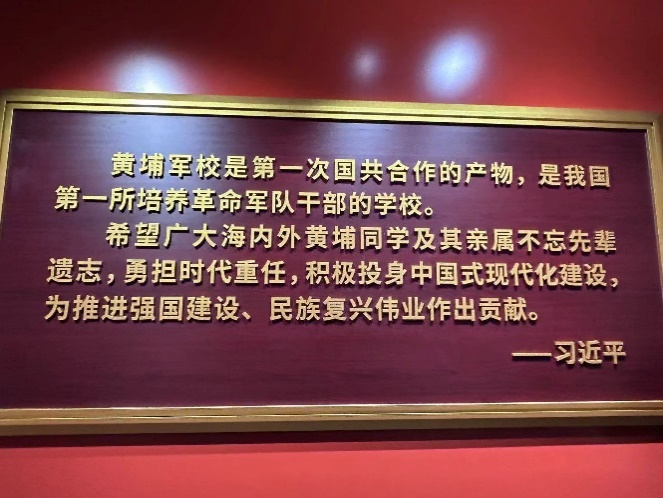 黄埔军校是第一次国共合作的产物，是我国
第一所培养革命军队干部的学校。
希望广大海内外黄埔同学及其亲属不忘先辈
遗志，勇担时代重任，积极投身中国式现代化建设，
为推进强国建设、民族复兴伟业作出贡献。
——习近平